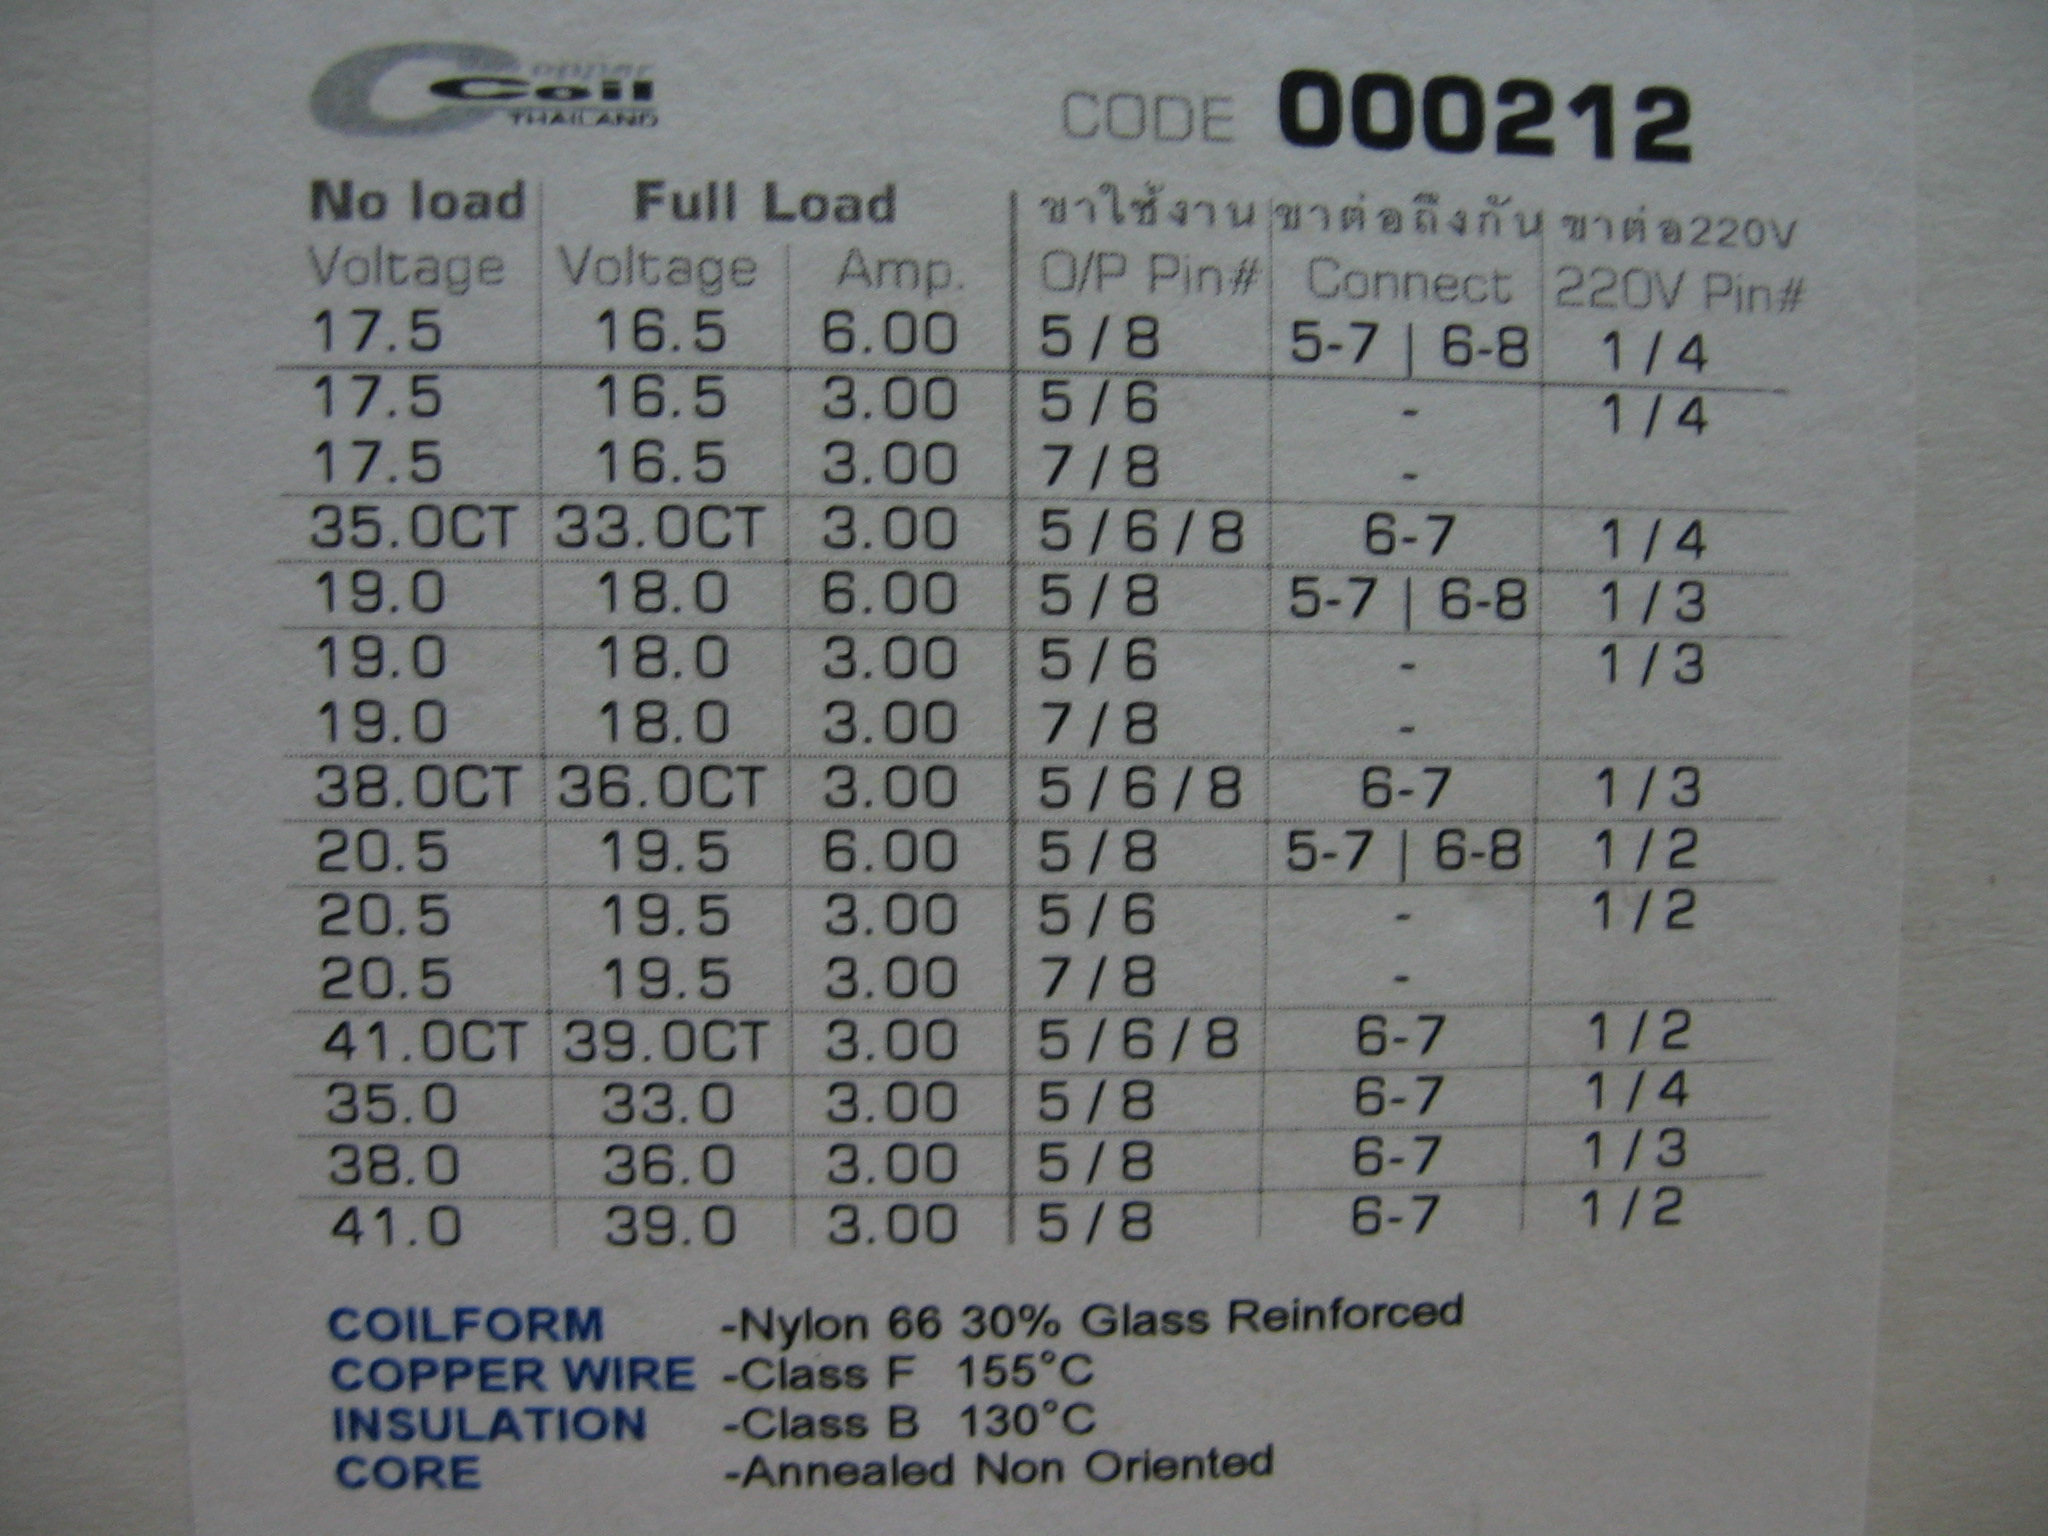 Copper
Coil
THAILAND
CODE 000212
No load Full Load ขาใช้งาน ขาต่อถึงกัน ขาต่อ220V
Voltage Voltage Amp. O/P Pin# Connect 220V Pin#
17.5 16.5 6.00 5 / 8 5-7 | 6-8 1 / 4
17.5 16.5 3.00 5 / 6 - 1 / 4
17.5 16.5 3.00 7 / 8 -
35.0CT 33.0CT 3.00 5 / 6 / 8 6-7 1 / 4
19.0 18.0 6.00 5 / 8 5-7 | 6-8 1 / 3
19.0 18.0 3.00 5 / 6 - 1 / 3
19.0 18.0 3.00 7 / 8 -
38.0CT 36.0CT 3.00 5 / 6 / 8 6-7 1 / 3
20.5 19.5 6.00 5 / 8 5-7 | 6-8 1 / 2
20.5 19.5 3.00 5 / 6 - 1 / 2
20.5 19.5 3.00 7 / 8 -
41.0CT 39.0CT 3.00 5 / 6 / 8 6-7 1 / 2
35.0 33.0 3.00 5 / 8 6-7 1 / 4
38.0 36.0 3.00 5 / 8 6-7 1 / 3
41.0 39.0 3.00 5 / 8 6-7 1 / 2
COILFORM -Nylon 66 30% Glass Reinforced
COPPER WIRE -Class F 155°C
INSULATION -Class B 130°C
CORE -Annealed Non Oriented